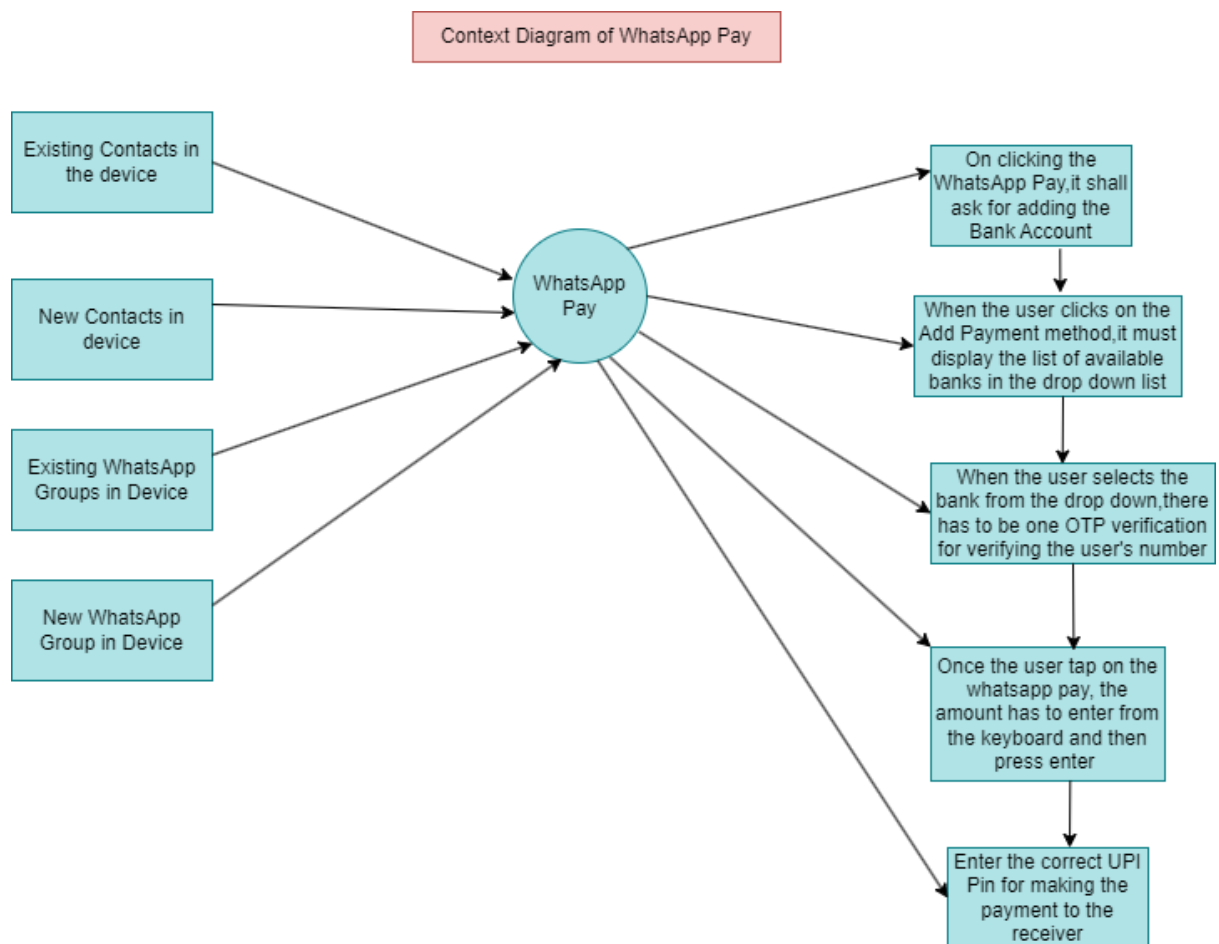 Context Diagram of WhatsApp Pay
Existing Contacts in
the device
New Contacts in
device
Existing WhatsApp
Groups in Device
New WhatsApp
Group in Device
WhatsApp
Pay
On clicking the
WhatsApp Pay,it shall
ask for adding the
Bank Account
When the user clicks on the
Add Payment method,it must
display the list of available
banks in the drop down list
When the user selects the
bank from the drop down,there
has to be one OTP verification
for verifying the user's number
Once the user tap on the
whatsapp pay, the
amount has to enter from
the keyboard and then
press enter
Enter the correct UPI
Pin for making the
payment to the
receiver